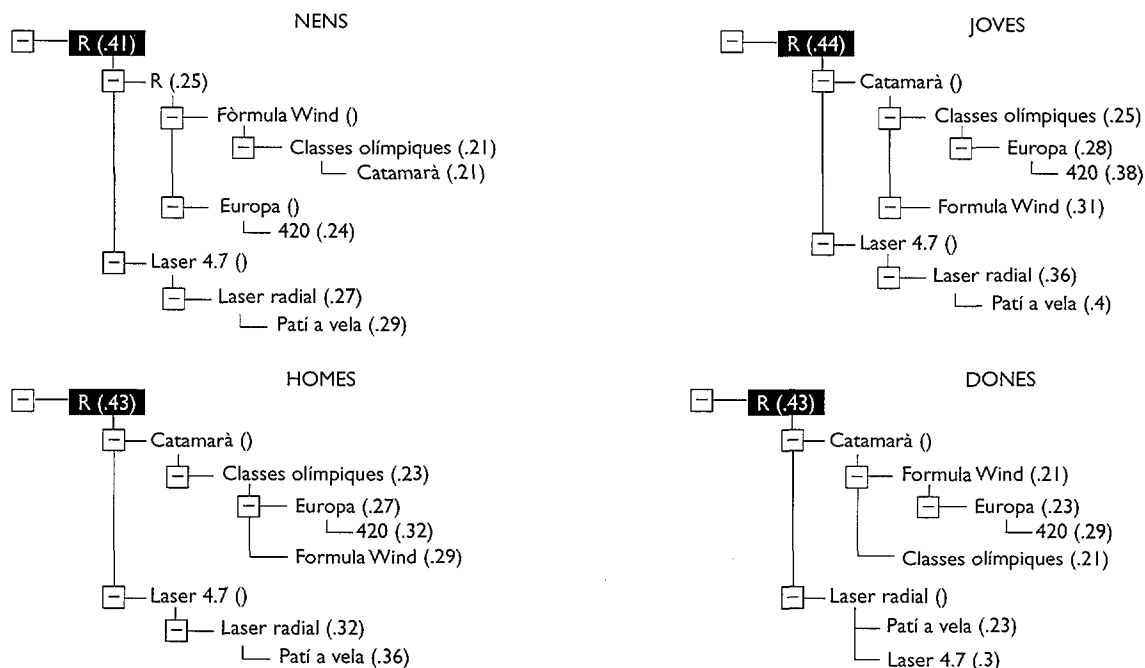 NENS
R (.41)
R (.25)
Fòrmula Wind ()
Classes olímpiques (.21)
Catamarà (.21)
Europa ()
420 (.24)
Laser 4.7 ()
Laser radial (.27)
Patí a vela (.29)
JOVES
R (.44)
Catamarà ()
Classes olímpiques (.25)
Europa (.28)
420 (.38)
Formula Wind (.31)
Laser 4.7 ()
Laser radial (.36)
Patí a vela (.4)
HOMES
R (.43)
Catamarà ()
Classes olímpiques (.23)
Europa (.27)
420 (.32)
Formula Wind (.29)
Laser 4.7 ()
Laser radial (.32)
Patí a vela (.36)
DONES
R (.43)
Catamarà ()
Formula Wind (.21)
Europa (.23)
420 (.29)
Classes olímpiques (.21)
Laser radial ()
Patí a vela (.23)
Laser 4.7 (.3)